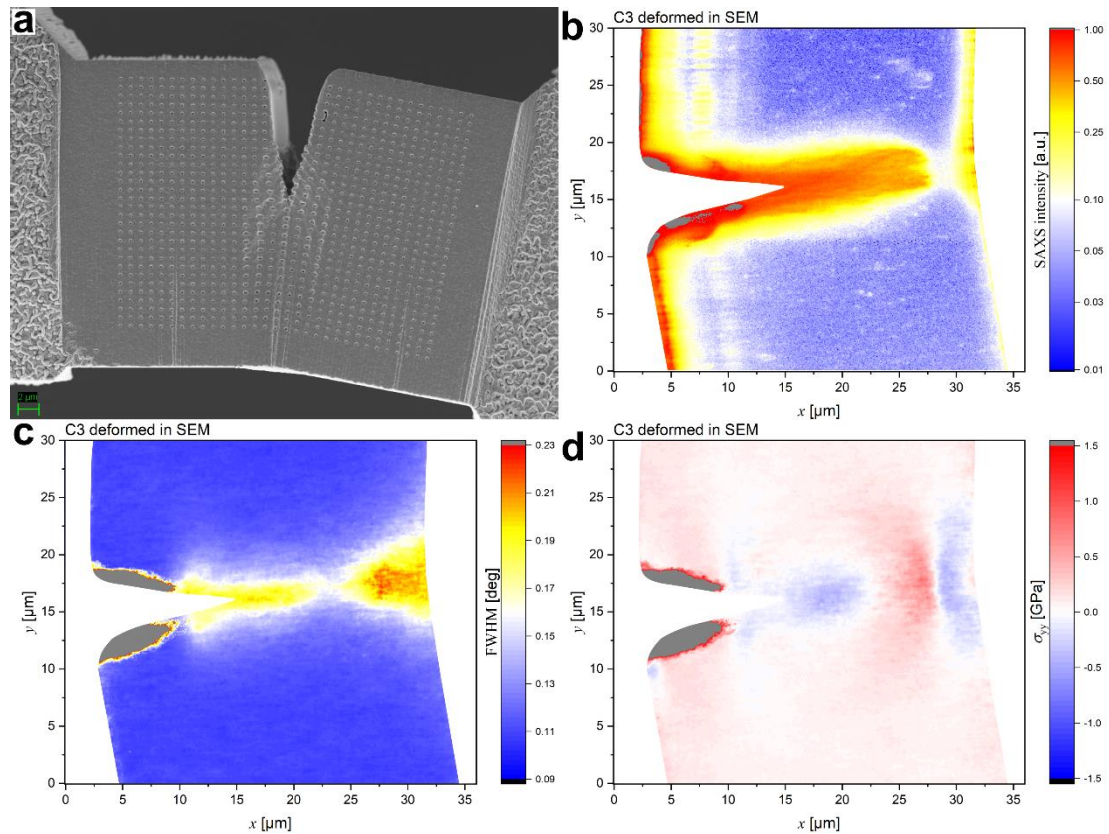 a
2 µm
b
C3 deformed in SEM
30
25
20
15
10
5
0
y [µm]
0 5 10 15 20 25 30 35
x [µm]
1.00
0.50
0.25
0.10
0.05
0.03
0.01
SAXS intensity [a.u.]
c
C3 deformed in SEM
30
25
20
15
10
5
0
y [µm]
0 5 10 15 20 25 30 35
x [µm]
0.23
0.21
0.19
0.17
0.15
0.13
0.11
0.09
FWHM [deg]
d
C3 deformed in SEM
30
25
20
15
10
5
0
y [µm]
0 5 10 15 20 25 30 35
x [µm]
1.5
1.0
0.5
0.0
-0.5
-1.0
-1.5
σyy [GPa]